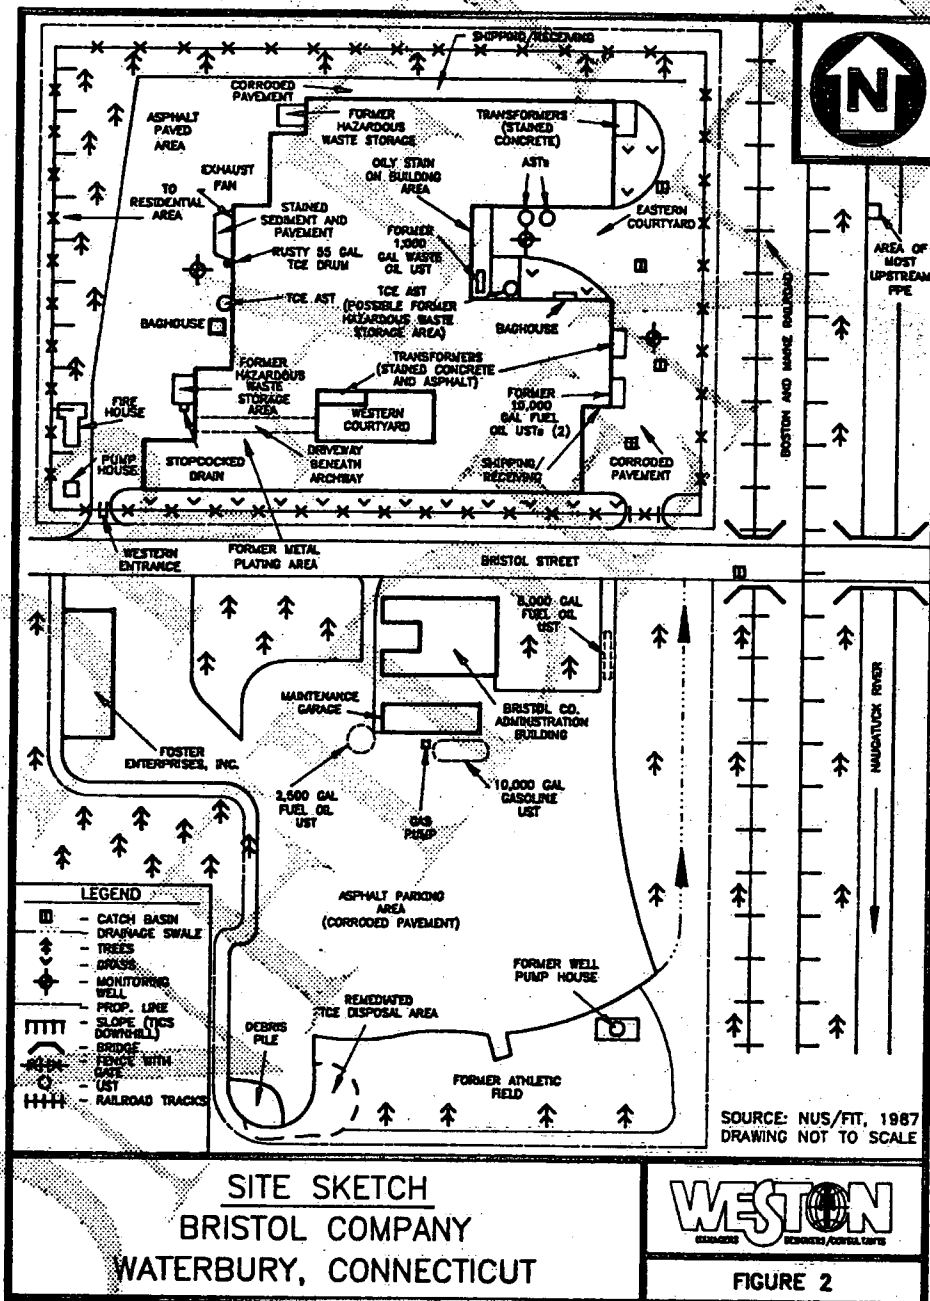 SHIPPING/RECEIVING
CORRODED
PAVEMENT
ASPHALT
PAVED
AREA
FORMER
HAZARDOUS
WASTE STORAGE
TRANSFORMERS
(STAINED
CONCRETE)
N
OILY STAIN
ON BUILDING
AREA
ASTs
EXHAUST
FAN
TO
RESIDENTIAL
AREA
STAINED
SEDIMENT AND
PAVEMENT
FORMER
1,000
GAL WASTE
OIL UST
EASTERN
COURTYARD
AREA OF
MOST
UPSTREAM
PPE
RUSTY 55 GAL
TCE DRUM
TCE AST
TCE AST
(POSSIBLE FORMER
HAZARDOUS WASTE
STORAGE AREA)
BAGHOUSE
BAGHOUSE
BOSTON AND MAINE RAILROAD
FORMER
HAZARDOUS
WASTE
STORAGE
AREA
TRANSFORMERS
(STAINED CONCRETE
AND ASPHALT)
FORMER
10,000
GAL FUEL
OIL USTs (2)
FIRE
HOUSE
WESTERN
COURTYARD
PUMP
HOUSE
STOPCOCKED
DRAIN
DRIVEWAY
BENEATH
ARCHWAY
SHIPPING/
RECEIVING
CORRODED
PAVEMENT
WESTERN
ENTRANCE
FORMER METAL
PLATING AREA
BRISTOL STREET
GAL
FUEL OIL
UST
MAINTENANCE
GARAGE
BRISTOL CO.
ADMINISTRATION
BUILDING
NAUGATUCK RIVER
FOSTER
ENTERPRISES, INC.
2,500 GAL
FUEL OIL
UST
GAS
PUMP
10,000 GAL
GASOLINE
UST
ASPHALT PARKING
AREA
(CORRODED PAVEMENT)
LEGEND
- CATCH BASIN
- DRAINAGE SWALE
- TREES
- GRASS
- MONITORING
WELL
- PROP. LINE
- SLOPE (TICS
DOWNHILL)
- BRIDGE
- FENCE WITH
GATE
- UST
- RAILROAD TRACKS
FORMER WELL
PUMP HOUSE
REMEDIATED
TCE DISPOSAL AREA
DEBRIS
PILE
FORMER ATHLETIC
FIELD
SOURCE: NUS/FIT, 1987
DRAWING NOT TO SCALE
SITE SKETCH
BRISTOL COMPANY
WATERBURY, CONNECTICUT
WESTON
MANAGERS DESIGNERS/CONSULTANTS
FIGURE 2